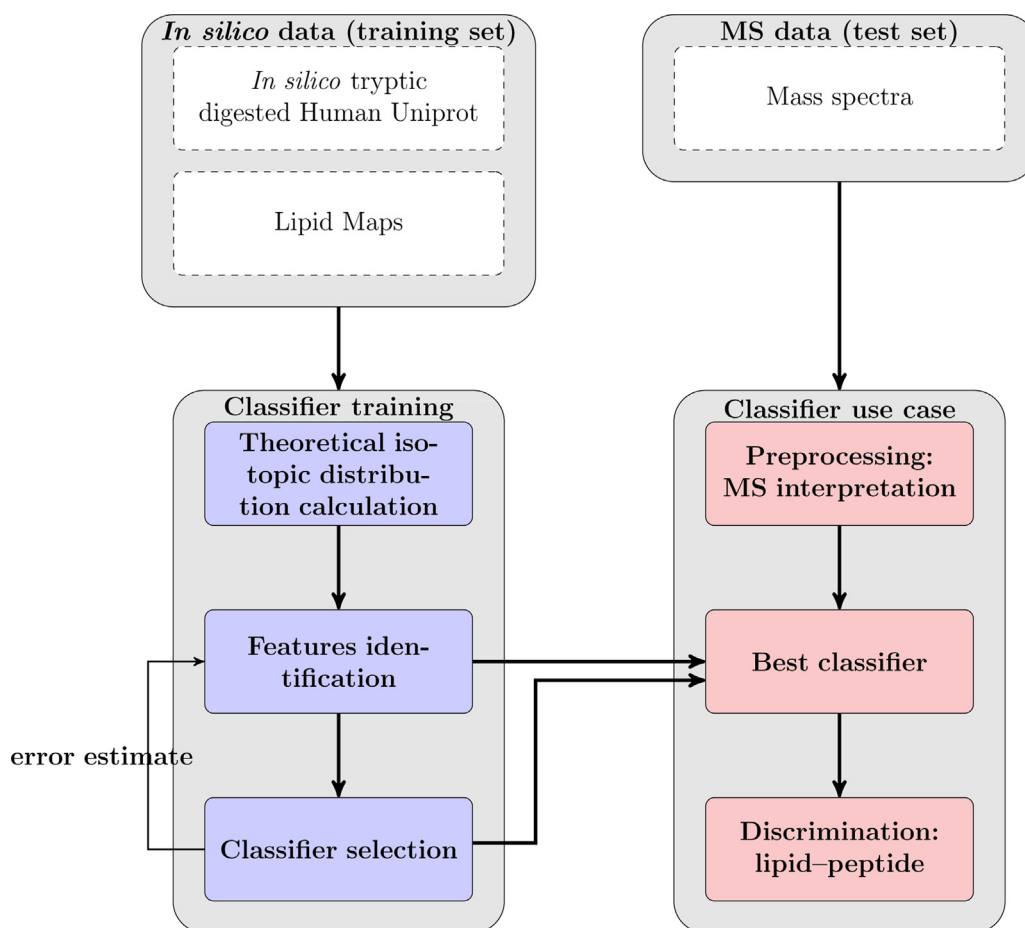 In silico data (training set)
In silico tryptic
digested Human Uniprot
Lipid Maps
MS data (test set)
Mass spectra
Classifier training
Theoretical iso-
topic distribu-
tion calculation
Features iden-
tification
error estimate
Classifier selection
Classifier use case
Preprocessing:
MS interpretation
Best classifier
Discrimination:
lipid–peptide